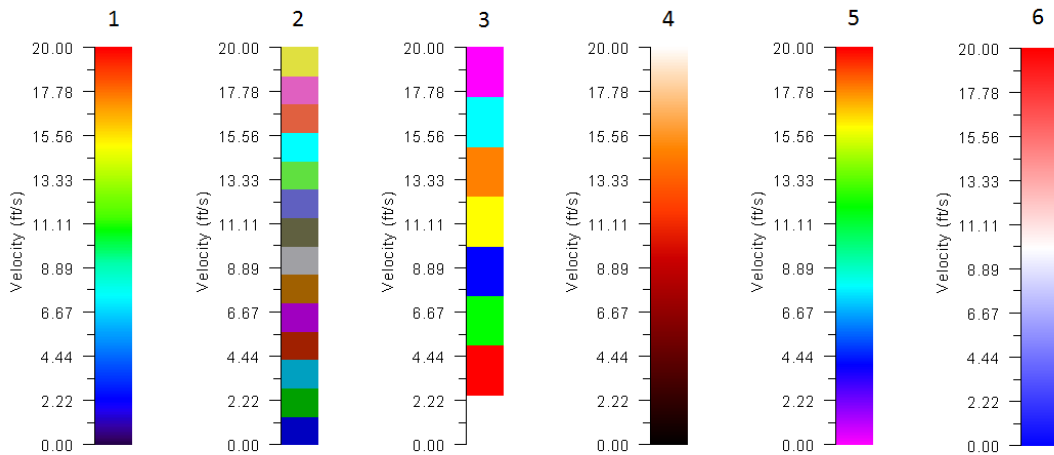 1 2 3 4 5 6
20.00 20.00 20.00 20.00 20.00 20.00
17.78 17.78 17.78 17.78 17.78 17.78
15.56 15.56 15.56 15.56 15.56 15.56
13.33 13.33 13.33 13.33 13.33 13.33
11.11 11.11 11.11 11.11 11.11 11.11
8.89 8.89 8.89 8.89 8.89 8.89
6.67 6.67 6.67 6.67 6.67 6.67
4.44 4.44 4.44 4.44 4.44 4.44
2.22 2.22 2.22 2.22 2.22 2.22
0.00 0.00 0.00 0.00 0.00 0.00
Velocity (ft/s)
Velocity (ft/s)
Velocity (ft/s)
Velocity (ft/s)
Velocity (ft/s)
Velocity (ft/s)